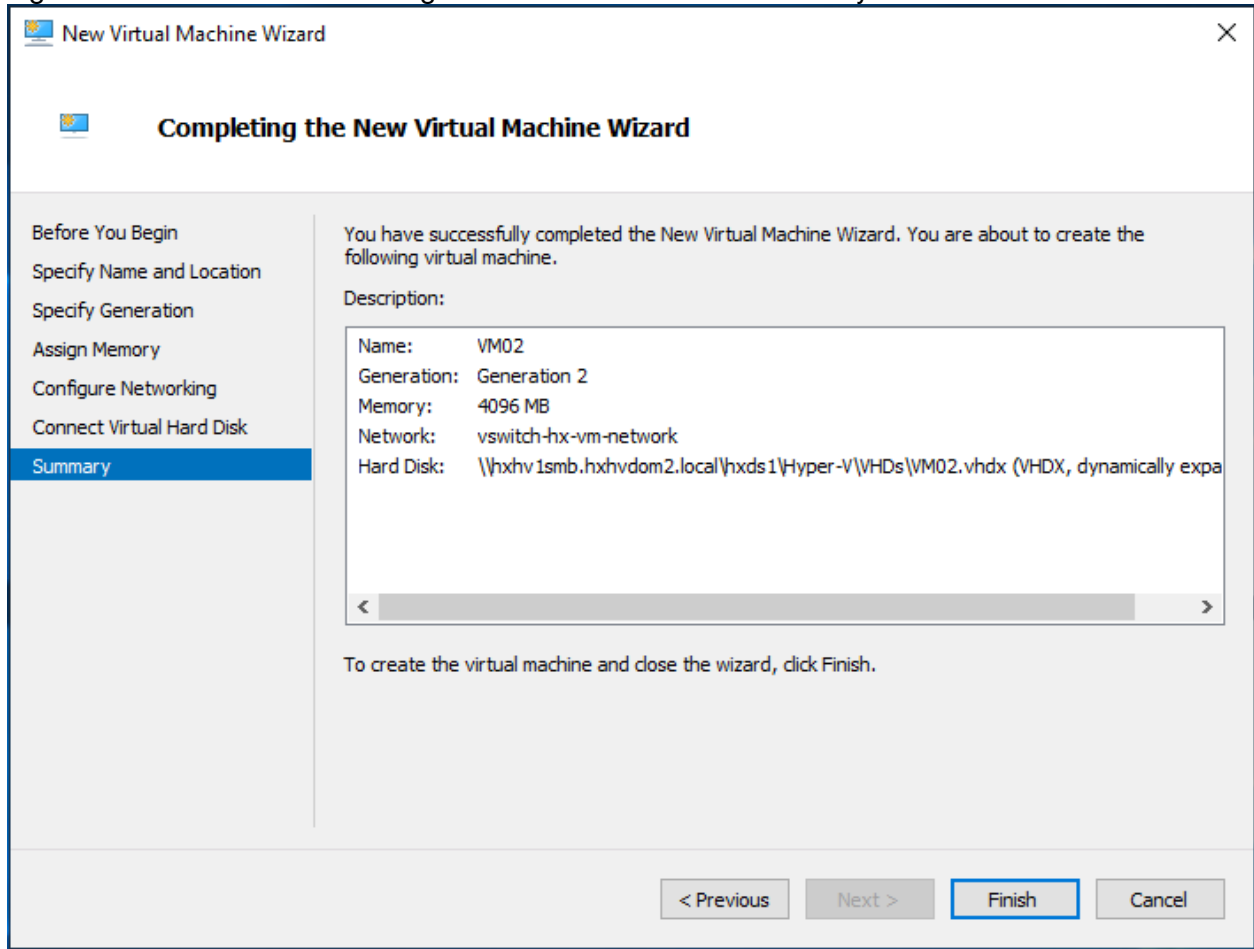 New Virtual Machine Wizard
Completing the New Virtual Machine Wizard
Before You Begin
Specify Name and Location
Specify Generation
Assign Memory
Configure Networking
Connect Virtual Hard Disk
Summary
You have successfully completed the New Virtual Machine Wizard. You are about to create the
following virtual machine.
Description:
Name: VM02
Generation: Generation 2
Memory: 4096 MB
Network: vswitch-hx-vm-network
Hard Disk: \\hxhv1smb.hxhvdom2.local\hxds1\Hyper-V\VHDs\VM02.vhdx (VHDX, dynamically expa
To create the virtual machine and close the wizard, click Finish.
< Previous
Next >
Finish
Cancel